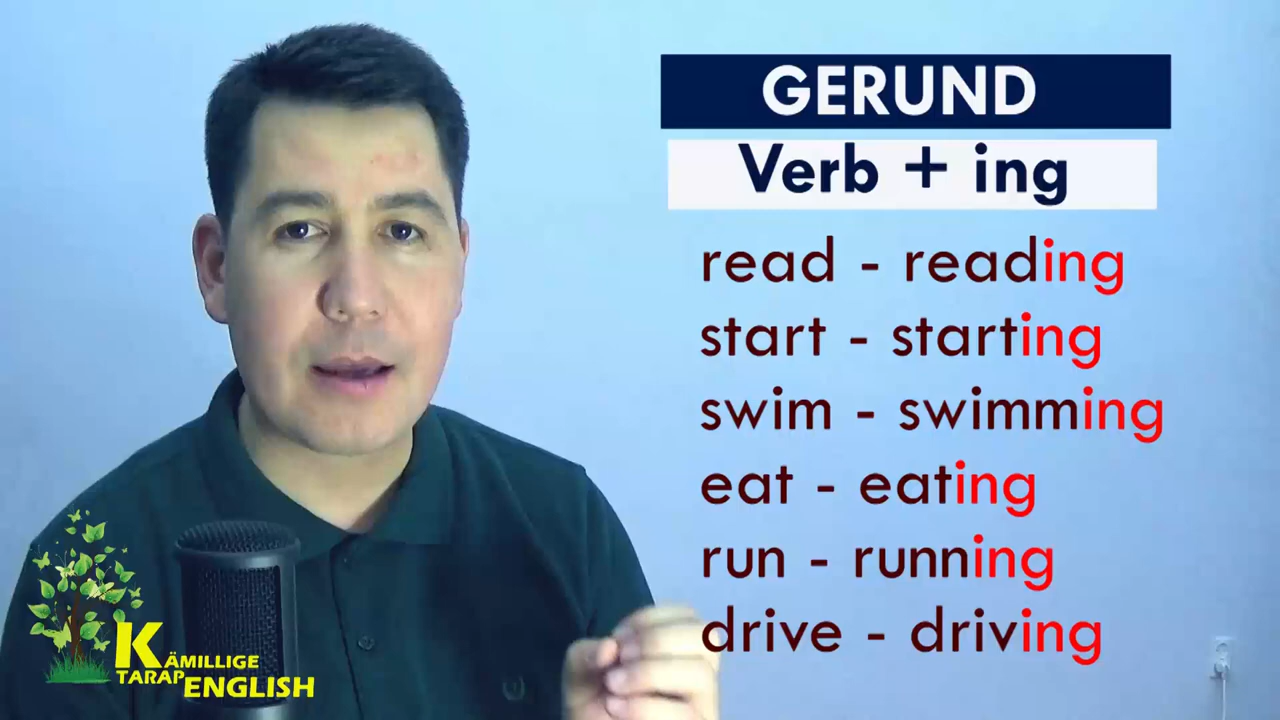 GERUND
Verb + ing
read - reading
start - starting
swim - swimming
eat - eating
run - running
drive - driving
KÄMILLIGE
TARAP ENGLISH